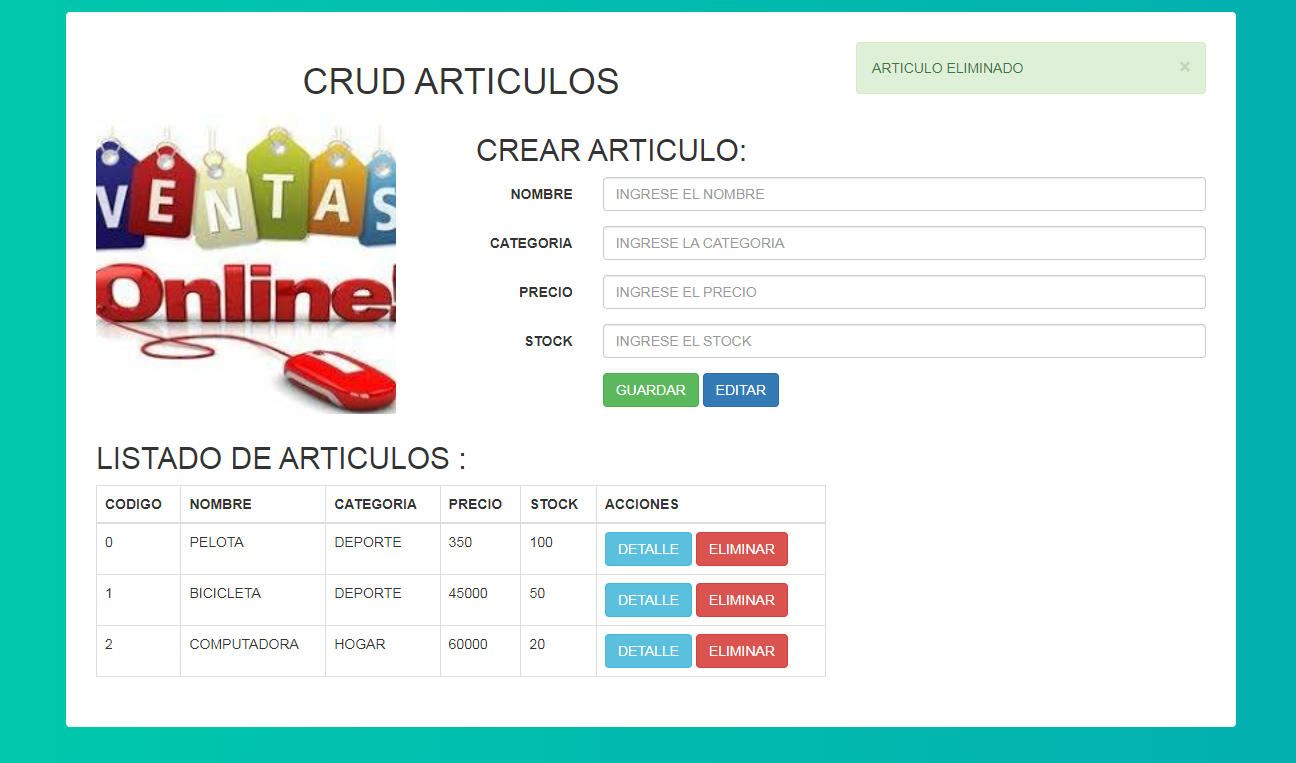 CRUD ARTICULOS
ARTICULO ELIMINADO ×
VENTAS
Online!
CREAR ARTICULO:
NOMBRE INGRESE EL NOMBRE
CATEGORIA INGRESE LA CATEGORIA
PRECIO INGRESE EL PRECIO
STOCK INGRESE EL STOCK
GUARDAR EDITAR
LISTADO DE ARTICULOS :
CODIGO NOMBRE CATEGORIA PRECIO STOCK ACCIONES
0 PELOTA DEPORTE 350 100 DETALLE ELIMINAR
1 BICICLETA DEPORTE 45000 50 DETALLE ELIMINAR
2 COMPUTADORA HOGAR 60000 20 DETALLE ELIMINAR